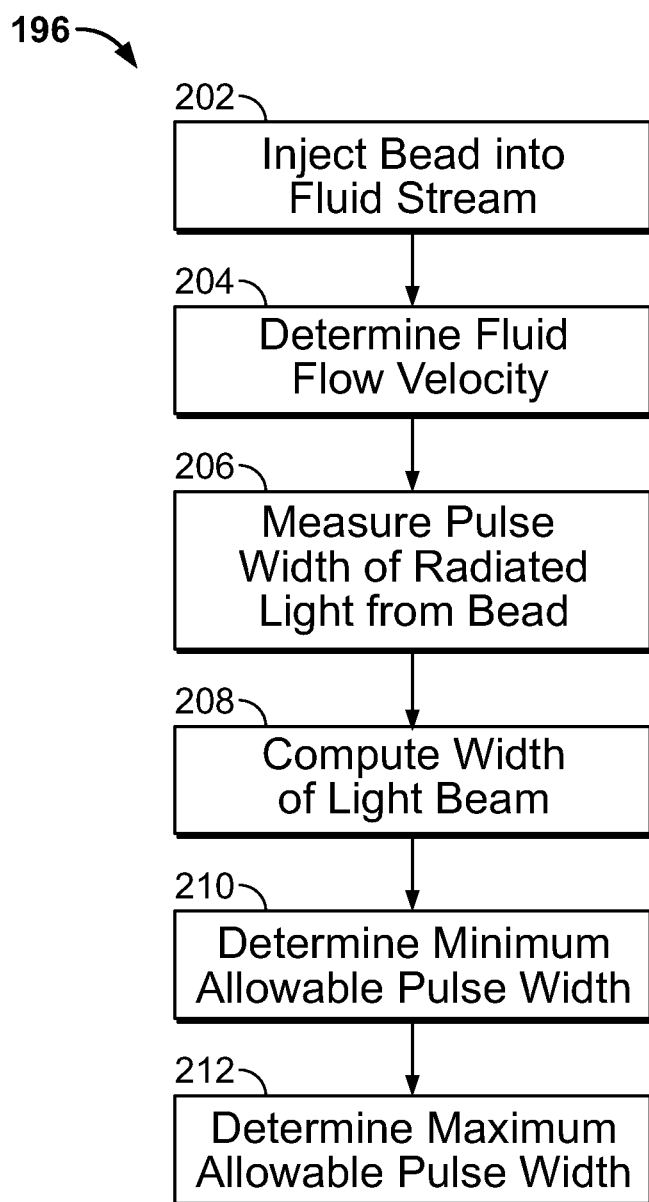 196
202
Inject Bead into
Fluid Stream
204
Determine Fluid
Flow Velocity
206
Measure Pulse
Width of Radiated
Light from Bead
208
Compute Width
of Light Beam
210
Determine Minimum
Allowable Pulse Width
212
Determine Maximum
Allowable Pulse Width